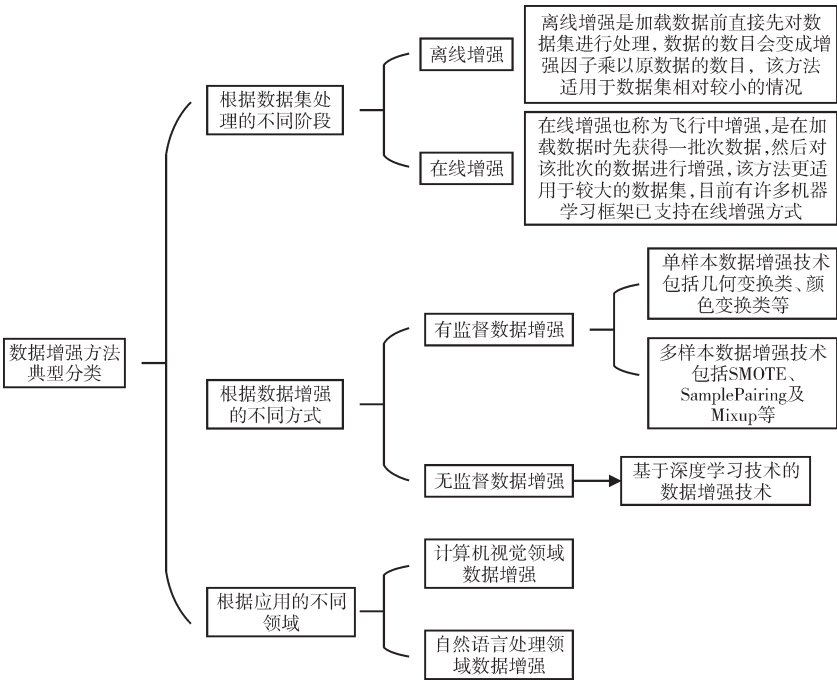 数据增强方法
典型分类
根据数据集处
理的不同阶段
离线增强
离线增强是加载数据前直接先对数
据集进行处理，数据的数目会变成增
强因子乘以原数据的数目，该方法
适用于数据集相对较小的情况
在线增强
在线增强也称为飞行中增强，是在加
载数据时先获得一批次数据，然后对
该批次的数据进行增强，该方法更适
用于较大的数据集，目前有许多机器
学习框架已支持在线增强方式
根据数据增强
的不同方式
有监督数据增强
单样本数据增强技术
包括几何变换类、颜
色变换类等
多样本数据增强技术
包括SMOTE、
SamplePairing及
Mixup等
无监督数据增强
基于深度学习技术的
数据增强技术
根据应用的不同
领域
计算机视觉领域
数据增强
自然语言处理领
域数据增强